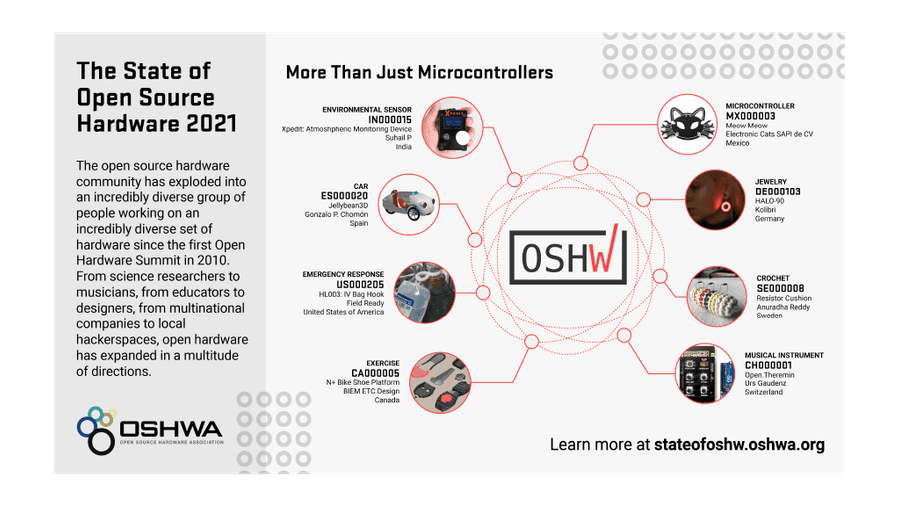 The State of
Open Source
Hardware 2021
The open source hardware
community has exploded into
an incredibly diverse group of
people working on an
incredibly diverse set of
hardware since the first Open
Hardware Summit in 2010.
From science researchers to
musicians, from educators to
designers, from multinational
companies to local
hackerspaces, open hardware
has expanded in a multitude
of directions.
OSHWA
OPEN SOURCE HARDWARE ASSOCIATION
More Than Just Microcontrollers
ENVIRONMENTAL SENSOR
IN000015
Xpedit: Atmoshpheric Monitoring Device
Suhail P
India
CAR
ES000020
Jellybean3D
Gonzalo P. Chomón
Spain
EMERGENCY RESPONSE
US000205
HL003: IV Bag Hook
Field Ready
United States of America
EXERCISE
CA000005
N+ Bike Shoe Platform
BIEM ETC Design
Canada
OSHW
MICROCONTROLLER
MX000003
Meow Meow
Electronic Cats SAPI de CV
Mexico
JEWELRY
DE000103
HALO-90
Kolibri
Germany
CROCHET
SE000008
Resistor Cushion
Anuradha Reddy
Sweden
MUSICAL INSTRUMENT
CH000001
Open.Theremin
Urs Gaudenz
Switzerland
Learn more at stateofoshw.oshwa.org